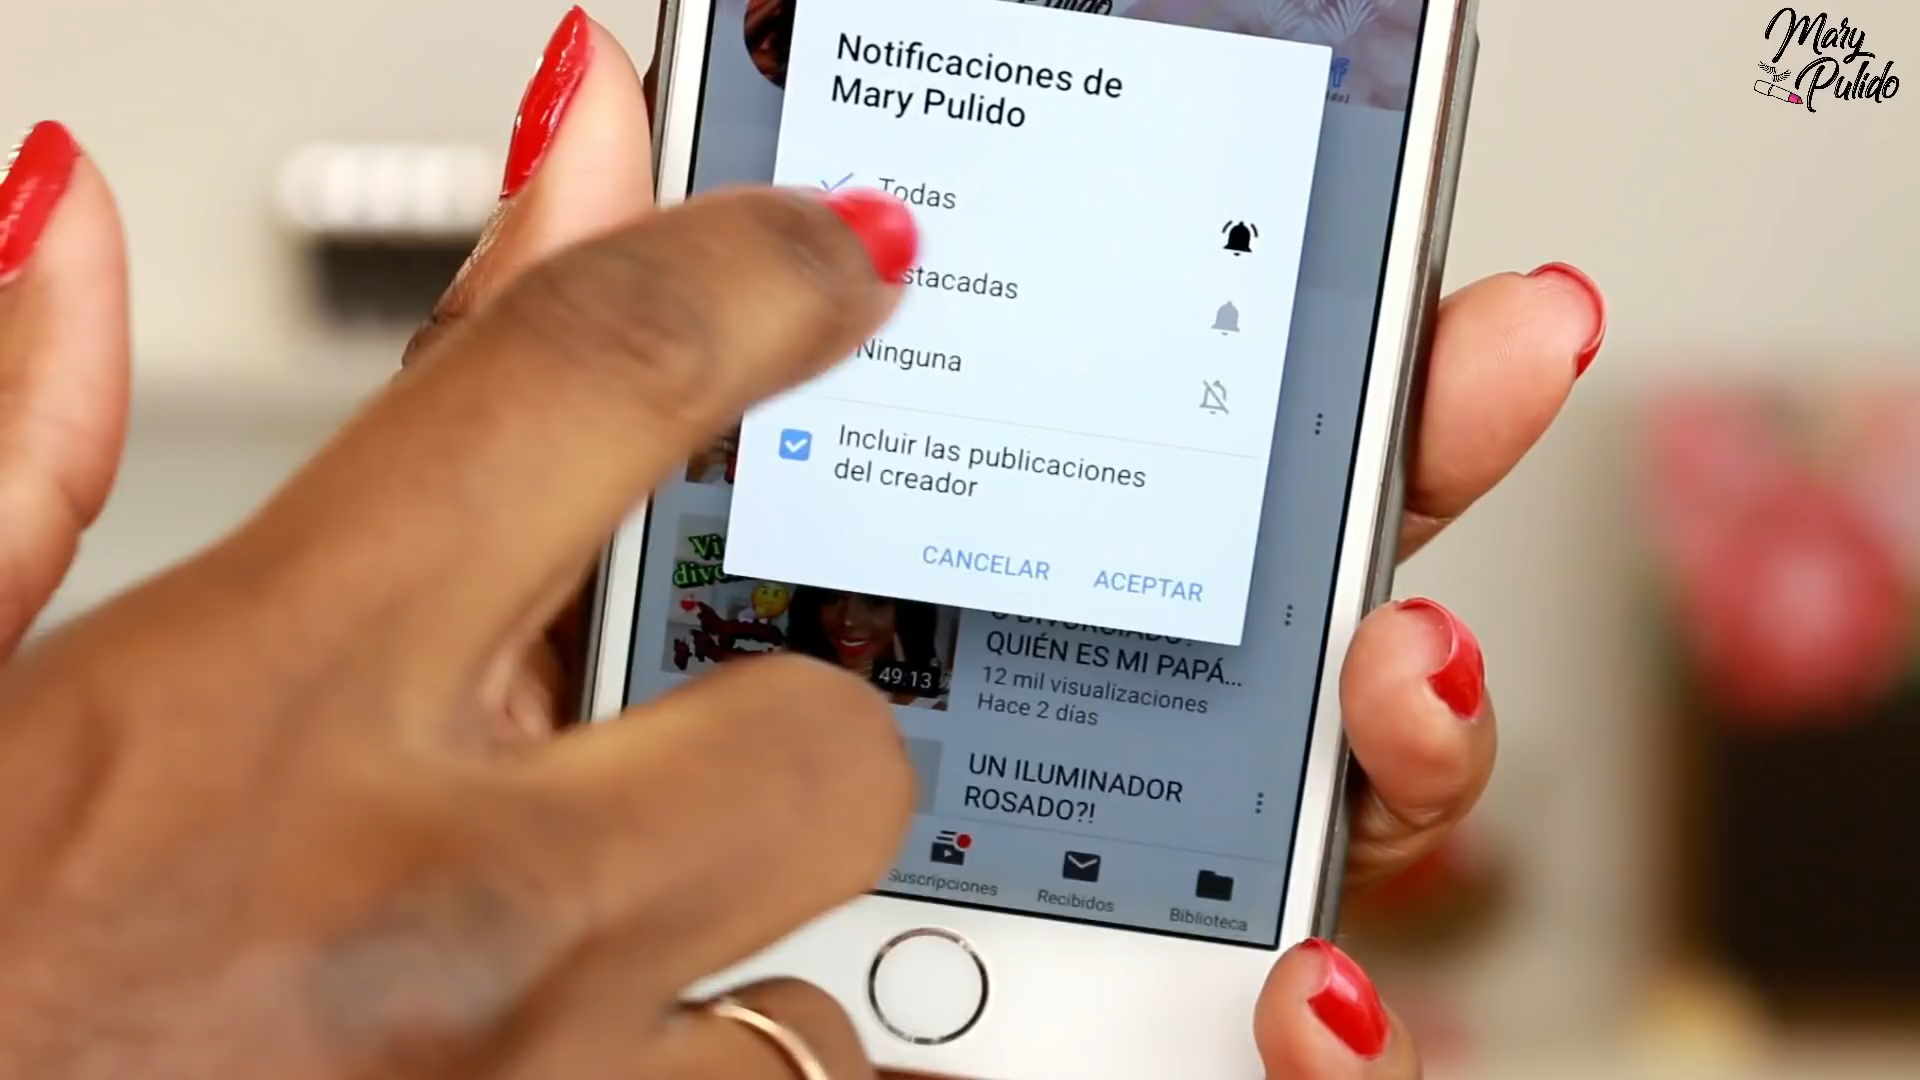 Mary
Pulido
Notificaciones de
Mary Pulido
Todas
stacadas
Ninguna
Incluir las publicaciones
del creador
CANCELAR ACEPTAR
QUIÉN ES MI PAPÁ...
12 mil visualizaciones
Hace 2 días
49.13
UN ILUMINADOR
ROSADO?!
Suscripciones
Recibidos
Biblioteca